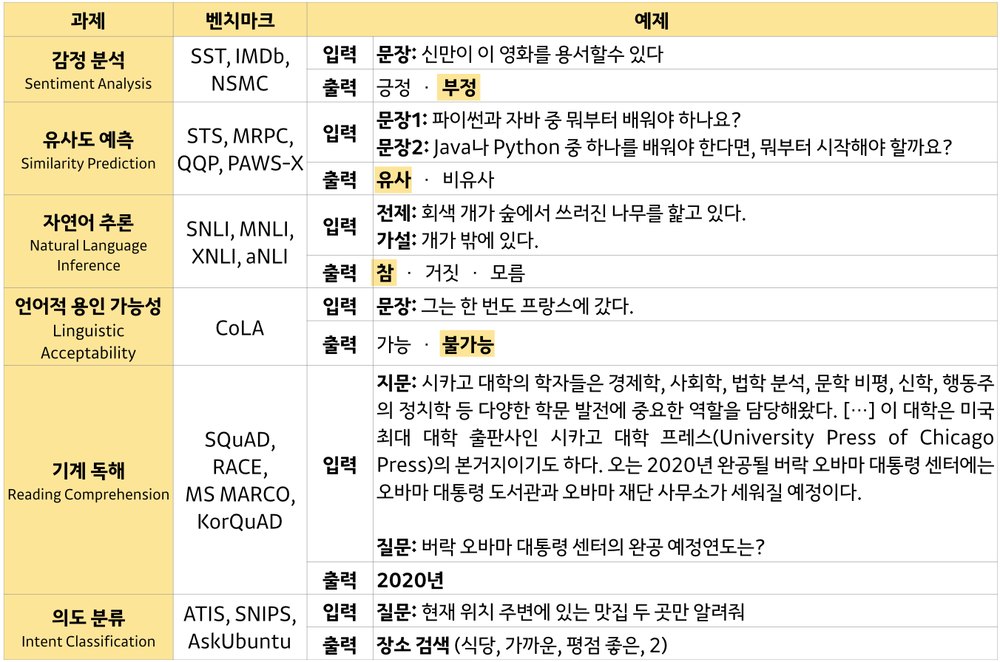 과제 벤치마크 예제
감정 분석
Sentiment Analysis
SST, IMDb,
NSMC
입력 문장: 신만이 이 영화를 용서할수 있다
출력 긍정 · 부정
유사도 예측
Similarity Prediction
STS, MRPC,
QQP, PAWS-X
입력
문장1: 파이썬과 자바 중 뭐부터 배워야 하나요?
문장2: Java나 Python 중 하나를 배워야 한다면, 뭐부터 시작해야 할까요?
출력 유사 · 비유사
자연어 추론
Natural Language
Inference
SNLI, MNLI,
XNLI, aNLI
입력
전제: 회색 개가 숲에서 쓰러진 나무를 핥고 있다.
가설: 개가 밖에 있다.
출력 참 · 거짓 · 모름
언어적 용인 가능성
Linguistic
Acceptability
CoLA
입력 문장: 그는 한 번도 프랑스에 갔다.
출력 가능 · 불가능
기계 독해
Reading Comprehension
SQuAD,
RACE,
MS MARCO,
KorQuAD
입력
지문: 시카고 대학의 학자들은 경제학, 사회학, 법학 분석, 문학 비평, 신학, 행동주
의 정치학 등 다양한 학문 발전에 중요한 역할을 담당해왔다. […] 이 대학은 미국
최대 대학 출판사인 시카고 대학 프레스(University Press of Chicago
Press)의 본거지이기도 하다. 오는 2020년 완공될 버락 오바마 대통령 센터에는
오바마 대통령 도서관과 오바마 재단 사무소가 세워질 예정이다.
질문: 버락 오바마 대통령 센터의 완공 예정연도는?
출력 2020년
의도 분류
Intent Classification
ATIS, SNIPS,
AskUbuntu
입력 질문: 현재 위치 주변에 있는 맛집 두 곳만 알려줘
출력 장소 검색 (식당, 가까운, 평점 좋은, 2)